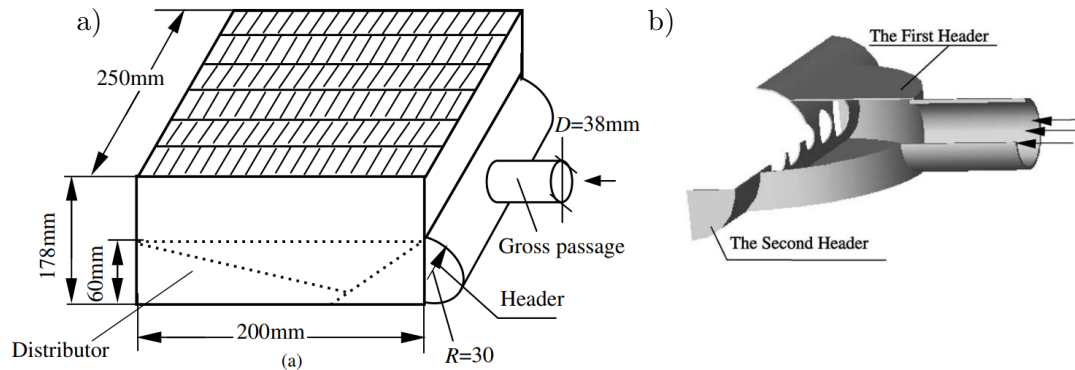 a)
250mm
D=38mm
Gross passage
178mm
60mm
Header
200mm
Distributor
(a)
R=30
b)
The First Header
The Second Header